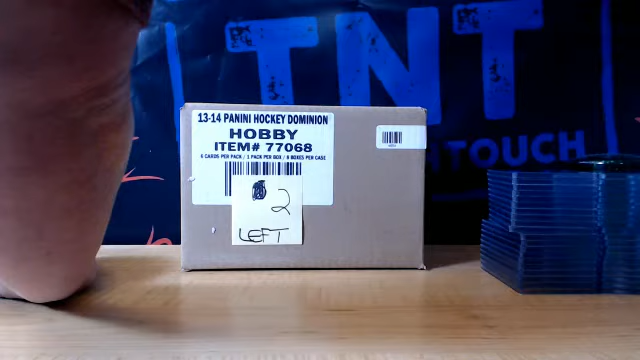 TNT
NTOUCH
13-14 PANINI HOCKEY DOMINION
HOBBY
ITEM# 77068
6 CARDS PER PACK / 1 PACK PER BOX / 8 BOXES PER CASE
2
LEFT